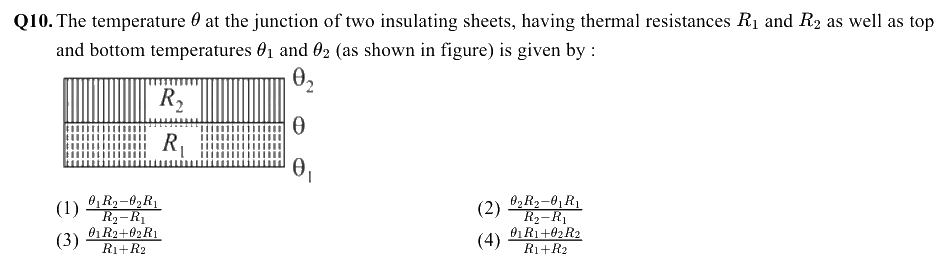 Q10. The temperature θ at the junction of two insulating sheets, having thermal resistances R₁ and R₂ as well as top
and bottom temperatures θ₁ and θ₂ (as shown in figure) is given by :
θ₂
R₂
θ
R₁
θ₁
(1) (θ₁R₂−θ₂R₁)/(R₂−R₁) (2) (θ₂R₂−θ₁R₁)/(R₂−R₁)
(3) (θ₁R₂+θ₂R₁)/(R₁+R₂) (4) (θ₁R₁+θ₂R₂)/(R₁+R₂)